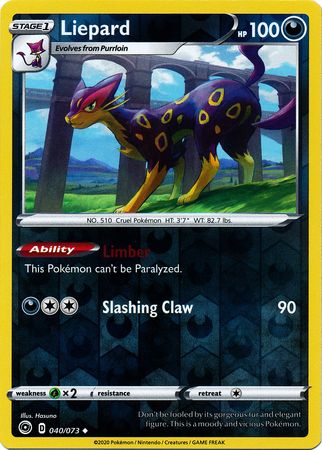 STAGE 1 Liepard HP 100
Evolves from Purrloin
NO. 510 Cruel Pokémon HT: 3'7" WT: 82.7 lbs.
Ability Limber
This Pokémon can't be Paralyzed.
Slashing Claw 90
weakness ×2 resistance retreat
Illus. Hasuno
D 040/073
Don't be fooled by its gorgeous fur and elegant
figure. This is a moody and vicious Pokémon.
©2020 Pokémon / Nintendo / Creatures / GAME FREAK